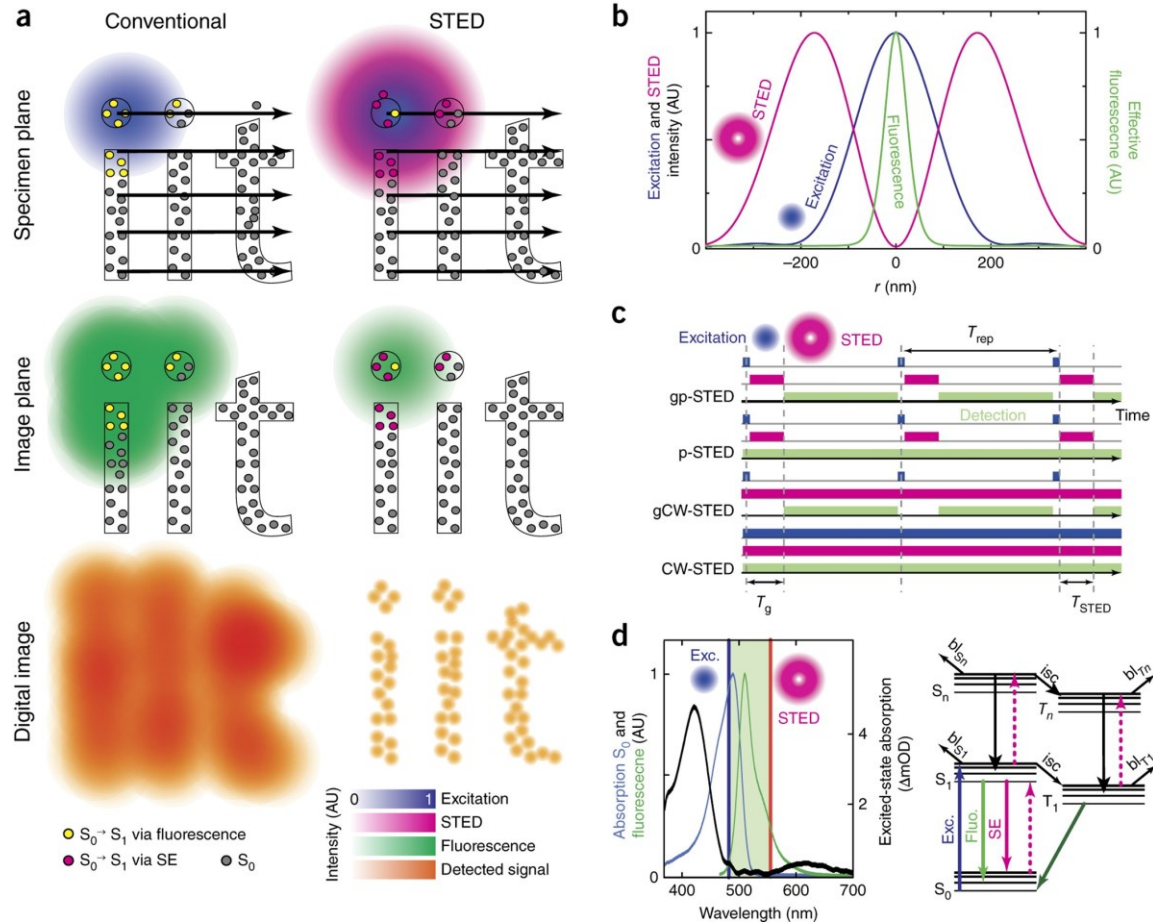 a
Conventional
STED
Specimen plane
Image plane
Digital image
S0→ S1 via fluorescence
S0→ S1 via SE
S0
Intensity (AU)
0
1
Excitation
STED
Fluorescence
Detected signal
b
Excitation and STED
intensity (AU)
1
0
STED
Excitation
Fluorescence
1
0
Effective
fluorescecne (AU)
−200
0
200
r (nm)
c
Excitation
STED
Trep
gp-STED
Detection
Time
p-STED
gCW-STED
CW-STED
Tg
TSTED
d
Absorption S0 and
fluorescecne (AU)
1
0
Exc.
STED
4
2
Excited-state absorption
(ΔmOD)
400
500
600
700
Wavelength (nm)
blSn
isc
blTn
Sn
Tn
blS1
isc
blT1
S1
T1
Exc.
Fluo.
SE
S0